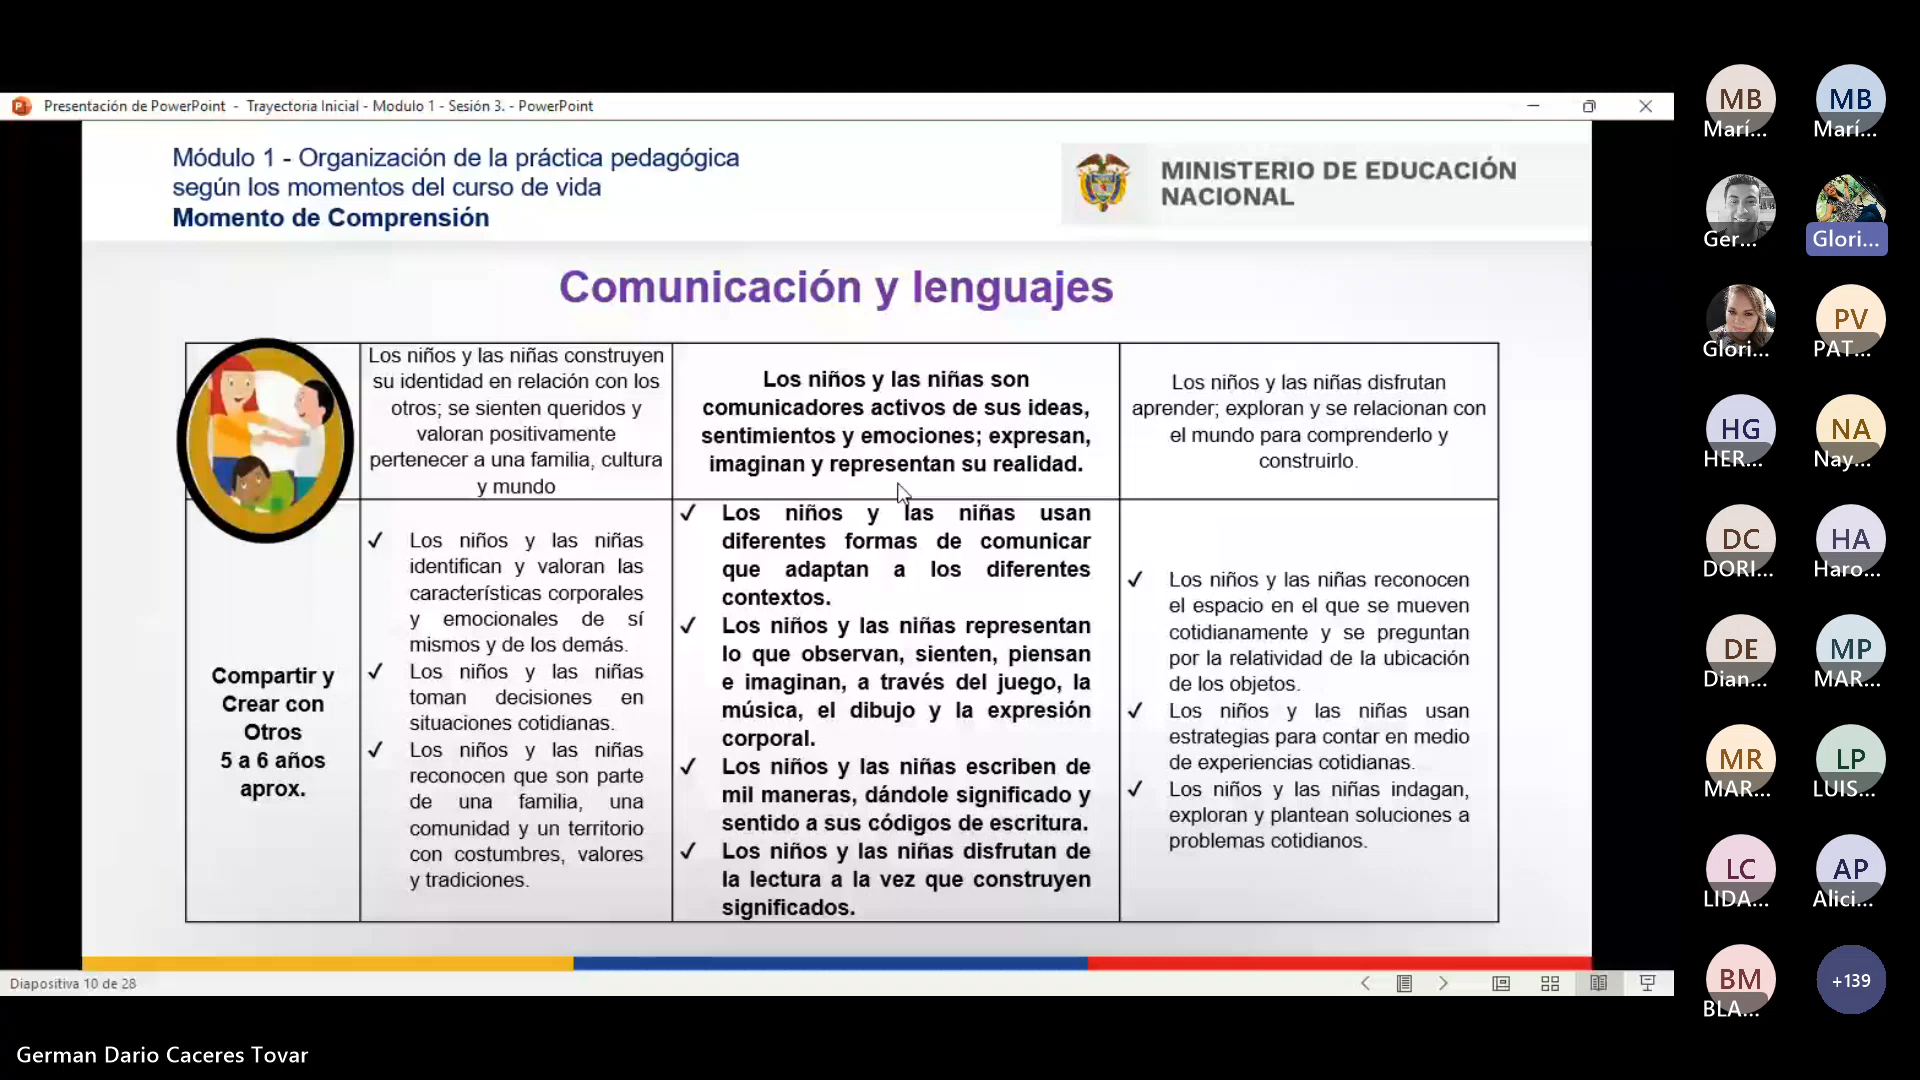 Presentación de PowerPoint - Trayectoria Inicial - Modulo 1 - Sesión 3. - PowerPoint
Módulo 1 - Organización de la práctica pedagógica
según los momentos del curso de vida
Momento de Comprensión
MINISTERIO DE EDUCACIÓN
NACIONAL
Comunicación y lenguajes
Los niños y las niñas construyen
su identidad en relación con los
otros; se sienten queridos y
valoran positivamente
pertenecer a una familia, cultura
y mundo
Los niños y las niñas son
comunicadores activos de sus ideas,
sentimientos y emociones; expresan,
imaginan y representan su realidad.
Los niños y las niñas disfrutan
aprender; exploran y se relacionan con
el mundo para comprenderlo y
construirlo.
Compartir y
Crear con
Otros
5 a 6 años
aprox.
✓ Los niños y las niñas
identifican y valoran las
características corporales
y emocionales de sí
mismos y de los demás.
✓ Los niños y las niñas
toman decisiones en
situaciones cotidianas.
✓ Los niños y las niñas
reconocen que son parte
de una familia, una
comunidad y un territorio
con costumbres, valores
y tradiciones.
✓ Los niños y las niñas usan
diferentes formas de comunicar
que adaptan a los diferentes
contextos.
✓ Los niños y las niñas representan
lo que observan, sienten, piensan
e imaginan, a través del juego, la
música, el dibujo y la expresión
corporal.
✓ Los niños y las niñas escriben de
mil maneras, dándole significado y
sentido a sus códigos de escritura.
✓ Los niños y las niñas disfrutan de
la lectura a la vez que construyen
significados.
✓ Los niños y las niñas reconocen
el espacio en el que se mueven
cotidianamente y se preguntan
por la relatividad de la ubicación
de los objetos.
✓ Los niños y las niñas usan
estrategias para contar en medio
de experiencias cotidianas.
✓ Los niños y las niñas indagan,
exploran y plantean soluciones a
problemas cotidianos.
Diapositiva 10 de 28
German Dario Caceres Tovar
MB
Marí...
MB
Marí...
Ger...
Glori...
Glori...
PV
PAT...
HG
HER...
NA
Nay...
DC
DORI...
HA
Haro...
DE
Dian...
MP
MAR...
MR
MAR...
LP
LUIS...
LC
LIDA...
AP
Alici...
BM
BLA...
+139